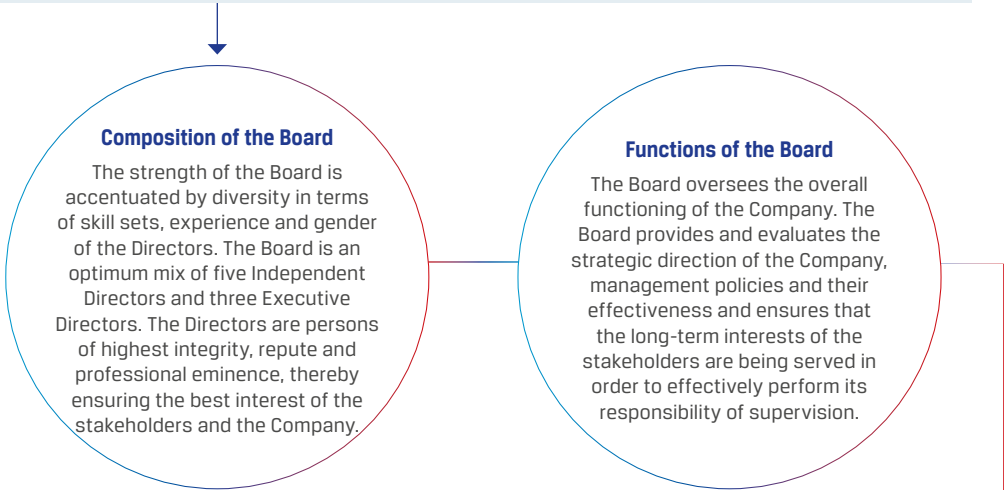 Composition of the Board
The strength of the Board is
accentuated by diversity in terms
of skill sets, experience and gender
of the Directors. The Board is an
optimum mix of five Independent
Directors and three Executive
Directors. The Directors are persons
of highest integrity, repute and
professional eminence, thereby
ensuring the best interest of the
stakeholders and the Company.
Functions of the Board
The Board oversees the overall
functioning of the Company. The
Board provides and evaluates the
strategic direction of the Company,
management policies and their
effectiveness and ensures that
the long-term interests of the
stakeholders are being served in
order to effectively perform its
responsibility of supervision.